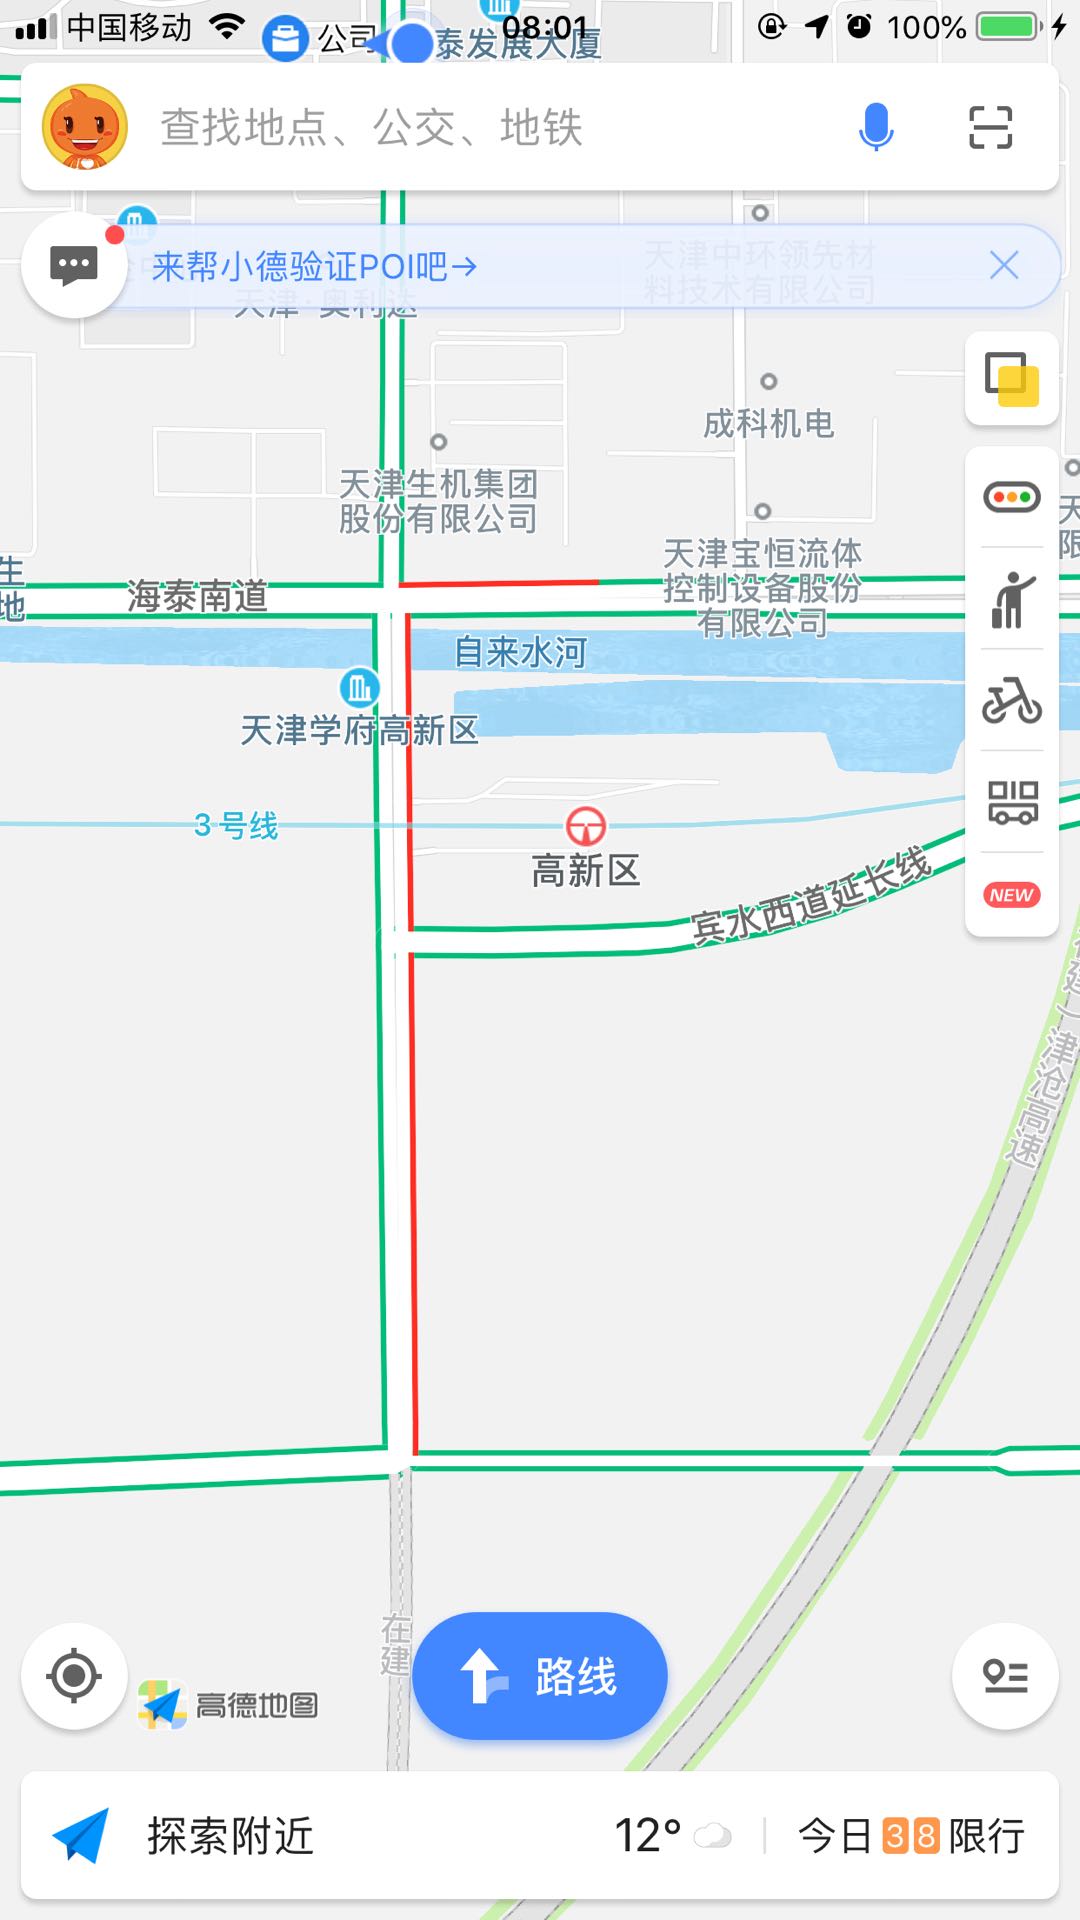 中国移动
08:01
100%
公司
泰发展大厦
查找地点、公交、地铁
来帮小德验证POI吧→
天津中环领先材
料技术有限公司
天津·奥利达
成科机电
天津生机集团
股份有限公司
天津宝恒流体
控制设备股份
有限公司
海泰南道
自来水河
天津学府高新区
3号线
高新区
宾水西道延长线
NEW
津沧高速
在建
路线
高德地图
探索附近
12°
今日38限行